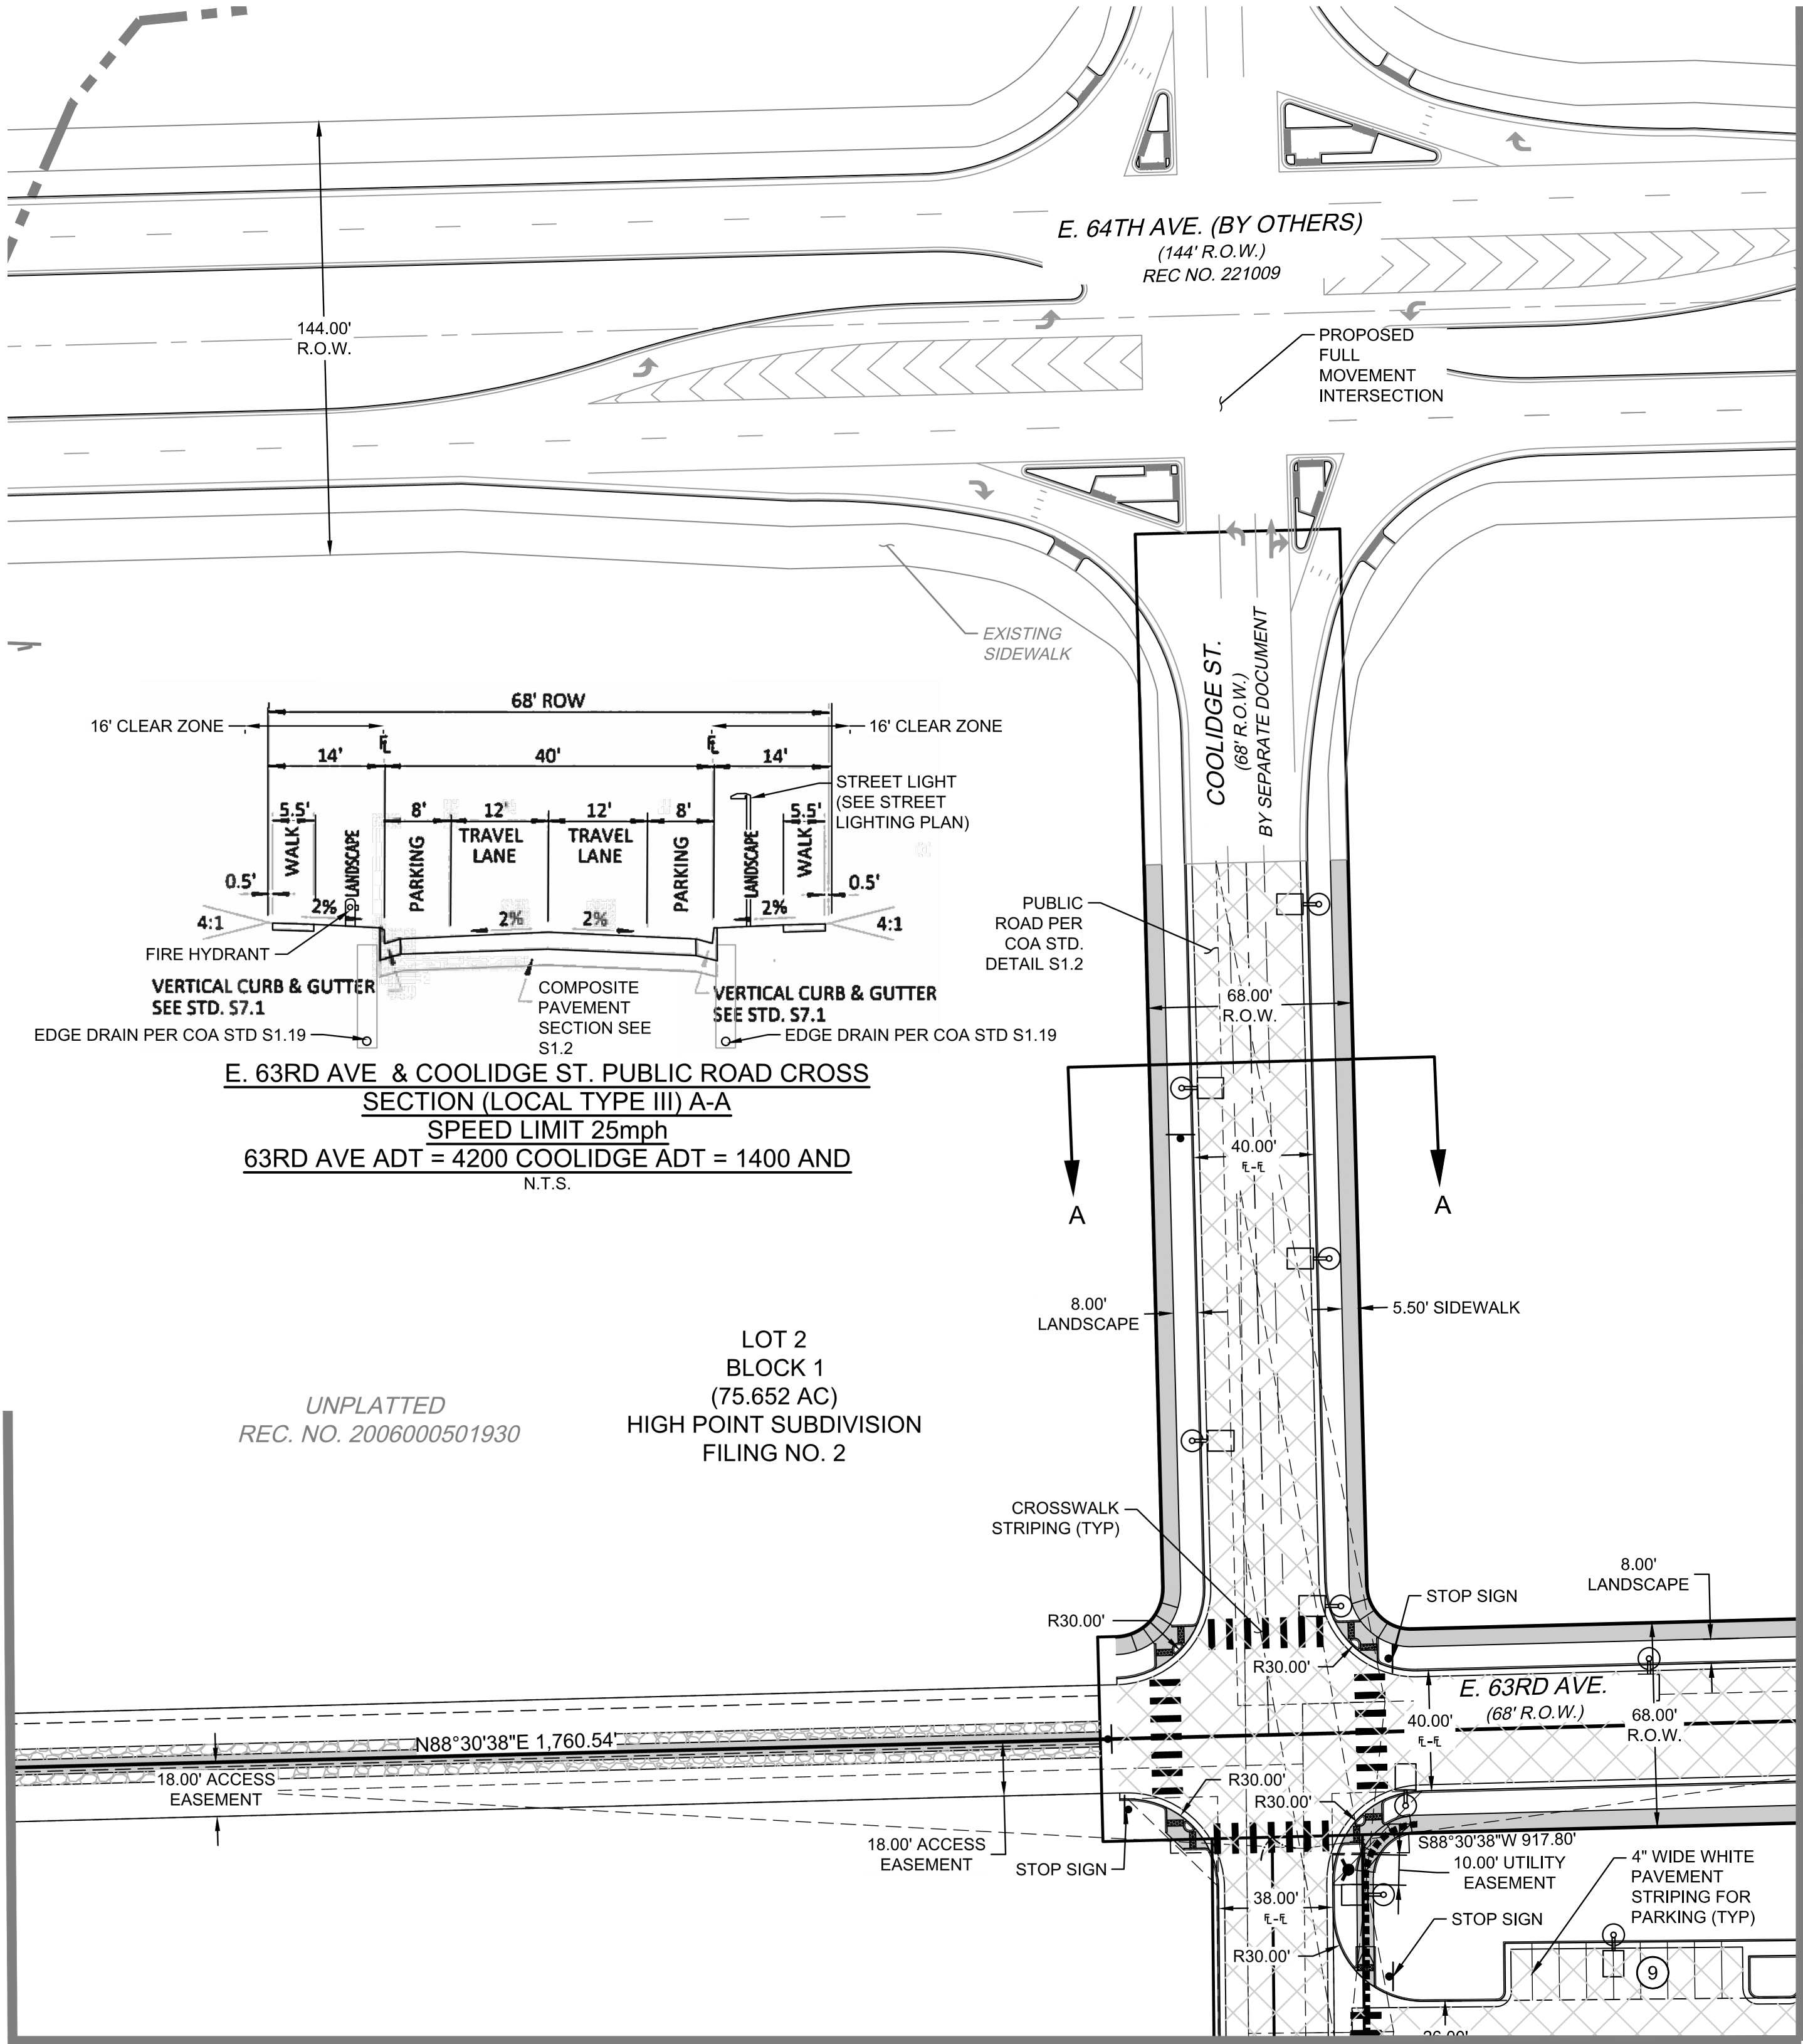 E. 64TH AVE. (BY OTHERS)
(144' R.O.W.)
REC NO. 221009
144.00'
R.O.W.
PROPOSED
FULL
MOVEMENT
INTERSECTION
EXISTING
SIDEWALK
COOLIDGE ST.
(68' R.O.W.)
BY SEPARATE DOCUMENT
68' ROW
16' CLEAR ZONE
16' CLEAR ZONE
14'
FL
40'
FL
14'
STREET LIGHT
(SEE STREET
LIGHTING PLAN)
5.5'
8'
12'
12'
8'
5.5'
WALK
LANDSCAPE
PARKING
TRAVEL
LANE
TRAVEL
LANE
PARKING
LANDSCAPE
WALK
0.5'
0.5'
2%
2%
2%
2%
4:1
4:1
FIRE HYDRANT
VERTICAL CURB & GUTTER
SEE STD. S7.1
COMPOSITE
PAVEMENT
SECTION SEE
S1.2
VERTICAL CURB & GUTTER
SEE STD. S7.1
EDGE DRAIN PER COA STD S1.19
EDGE DRAIN PER COA STD S1.19
E. 63RD AVE & COOLIDGE ST. PUBLIC ROAD CROSS
SECTION (LOCAL TYPE III) A-A
SPEED LIMIT 25mph
63RD AVE ADT = 4200 COOLIDGE ADT = 1400 AND
N.T.S.
PUBLIC
ROAD PER
COA STD.
DETAIL S1.2
68.00'
R.O.W.
40.00'
FL-FL
A
A
8.00'
LANDSCAPE
5.50' SIDEWALK
LOT 2
BLOCK 1
(75.652 AC)
HIGH POINT SUBDIVISION
FILING NO. 2
UNPLATTED
REC. NO. 2006000501930
CROSSWALK
STRIPING (TYP)
8.00'
LANDSCAPE
STOP SIGN
R30.00'
R30.00'
E. 63RD AVE.
(68' R.O.W.)
40.00'
FL-FL
68.00'
R.O.W.
N88°30'38"E 1,760.54'
18.00' ACCESS
EASEMENT
R30.00'
R30.00'
18.00' ACCESS
EASEMENT
STOP SIGN
S88°30'38"W 917.80'
10.00' UTILITY
EASEMENT
4" WIDE WHITE
PAVEMENT
STRIPING FOR
PARKING (TYP)
38.00'
FL-FL
STOP SIGN
R30.00'
9